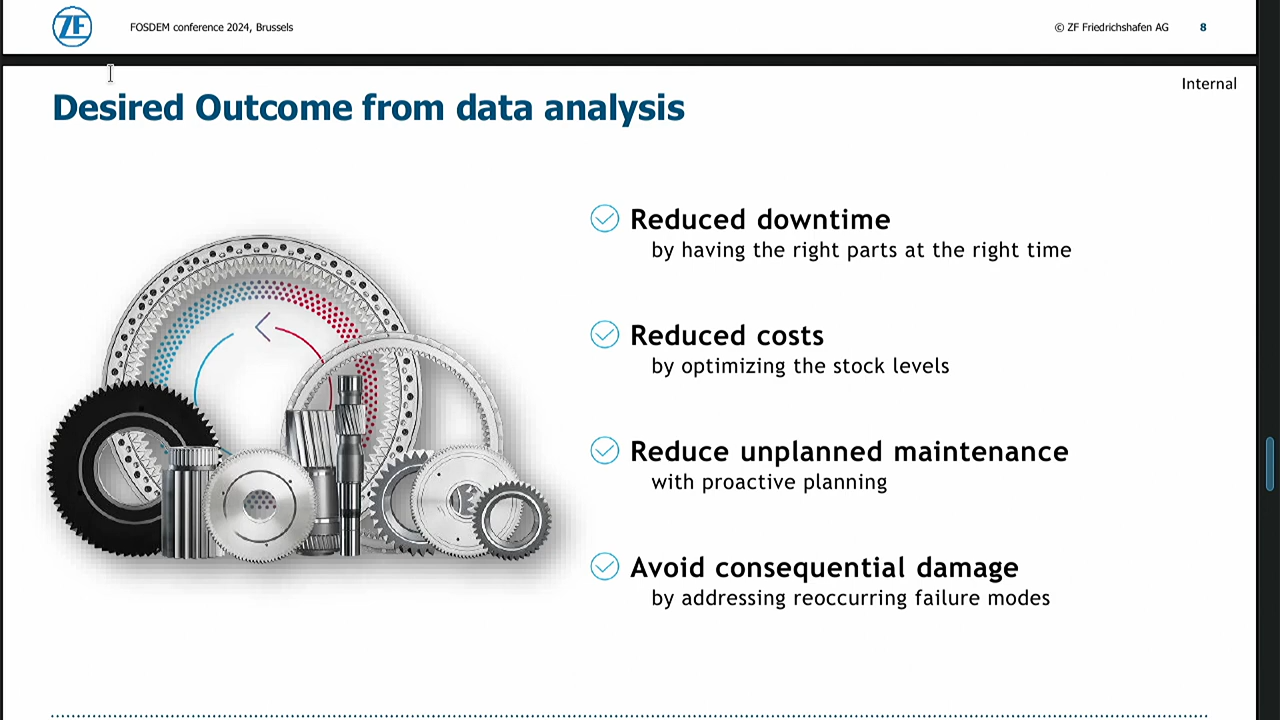 ZF
FOSDEM conference 2024, Brussels
© ZF Friedrichshafen AG 8
Internal
Desired Outcome from data analysis
Reduced downtime
by having the right parts at the right time
Reduced costs
by optimizing the stock levels
Reduce unplanned maintenance
with proactive planning
Avoid consequential damage
by addressing reoccurring failure modes